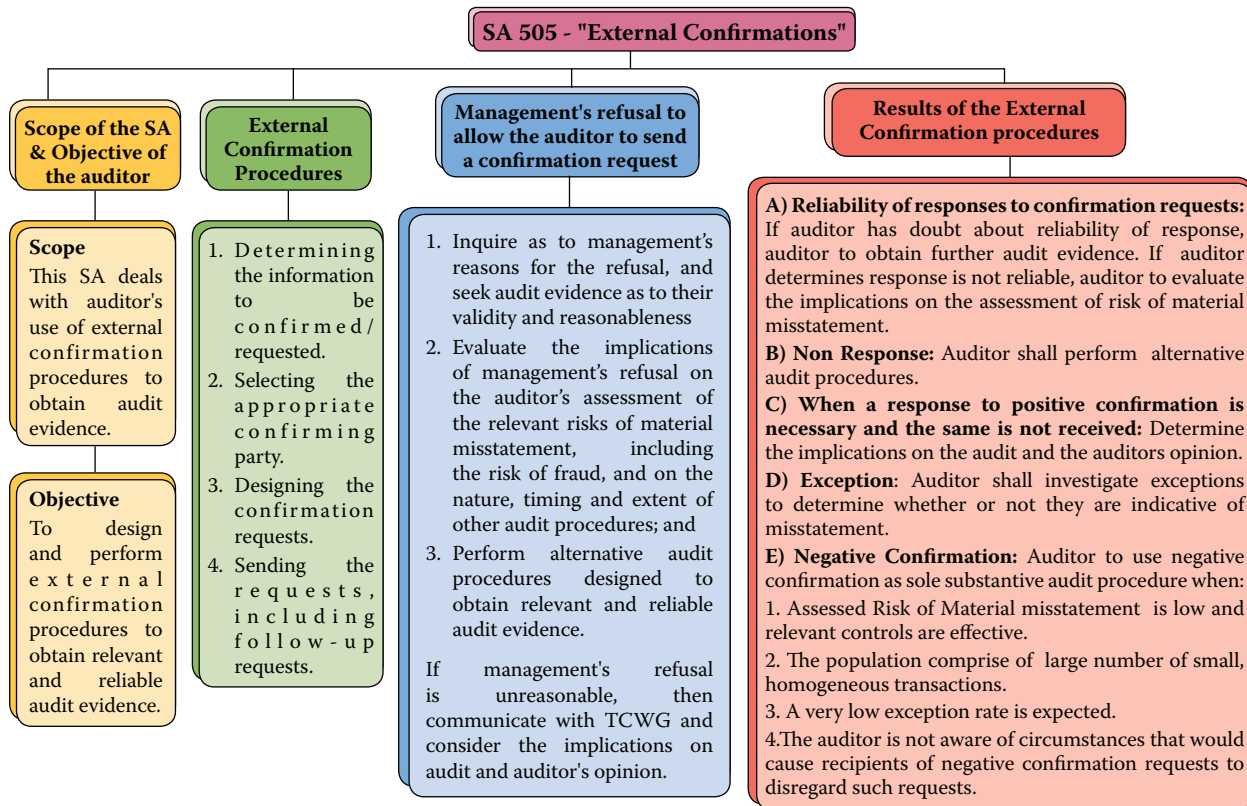 SA 505 - "External Confirmations"
Scope of the SA
& Objective of
the auditor
Scope
This SA deals
with auditor's
use of external
confirmation
procedures to
obtain audit
evidence.
Objective
To design
and perform
external
confirmation
procedures to
obtain relevant
and reliable
audit evidence.
External
Confirmation
Procedures
1. Determining
the information
to be
confirmed/
requested.
2. Selecting the
appropriate
confirming
party.
3. Designing the
confirmation
requests.
4. Sending the
requests,
including
follow-up
requests.
Management's refusal to
allow the auditor to send
a confirmation request
1. Inquire as to management's
reasons for the refusal, and
seek audit evidence as to their
validity and reasonableness
2. Evaluate the implications
of management's refusal on
the auditor's assessment of
the relevant risks of material
misstatement, including
the risk of fraud, and on the
nature, timing and extent of
other audit procedures; and
3. Perform alternative audit
procedures designed to
obtain relevant and reliable
audit evidence.
If management's refusal
is unreasonable, then
communicate with TCWG and
consider the implications on
audit and auditor's opinion.
Results of the External
Confirmation procedures
A) Reliability of responses to confirmation requests:
If auditor has doubt about reliability of response,
auditor to obtain further audit evidence. If auditor
determines response is not reliable, auditor to evaluate
the implications on the assessment of risk of material
misstatement.
B) Non Response: Auditor shall perform alternative
audit procedures.
C) When a response to positive confirmation is
necessary and the same is not received: Determine
the implications on the audit and the auditors opinion.
D) Exception: Auditor shall investigate exceptions
to determine whether or not they are indicative of
misstatement.
E) Negative Confirmation: Auditor to use negative
confirmation as sole substantive audit procedure when:
1. Assessed Risk of Material misstatement is low and
relevant controls are effective.
2. The population comprise of large number of small,
homogeneous transactions.
3. A very low exception rate is expected.
4.The auditor is not aware of circumstances that would
cause recipients of negative confirmation requests to
disregard such requests.